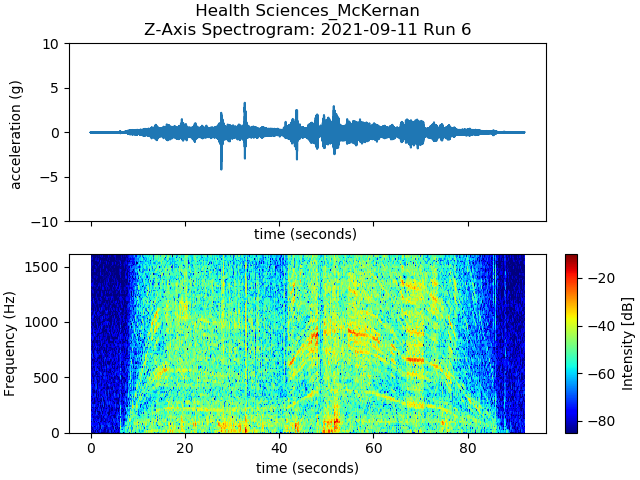 Health Sciences_McKernan
Z-Axis Spectrogram: 2021-09-11 Run 6
10
5
0
−5
−10
acceleration (g)
time (seconds)
1500
1000
500
0
Frequency (Hz)
0 20 40 60 80
time (seconds)
−20
−40
−60
−80
Intensity [dB]